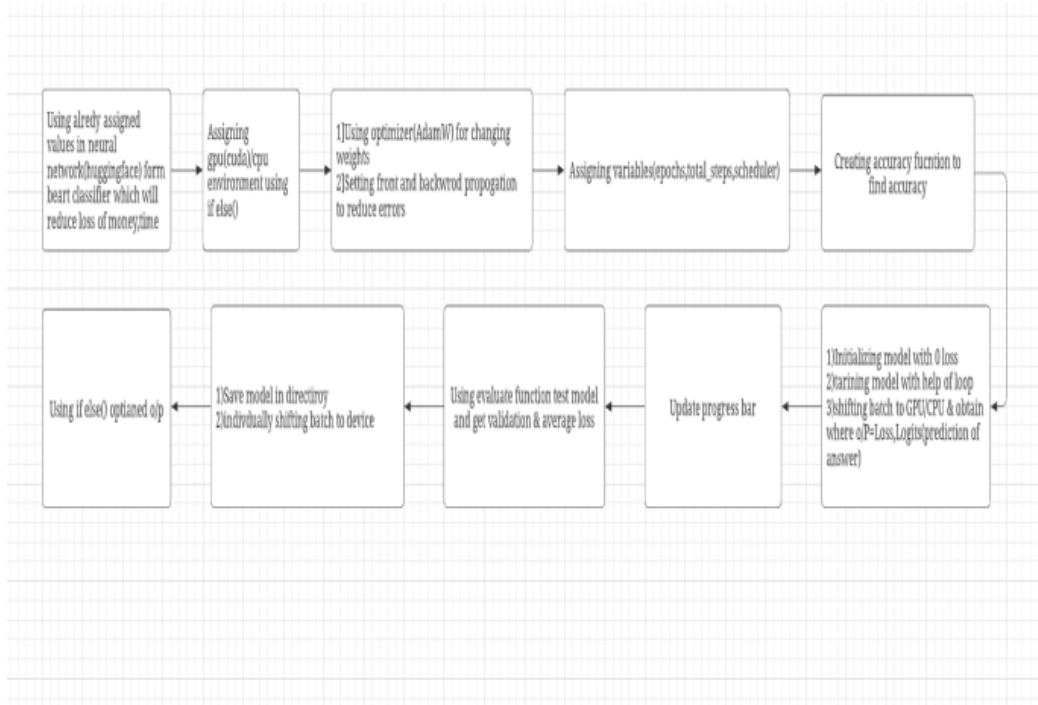 Using alredy assigned
values in neural
network(huggingface) form
beart classifier which will
reduce loss of money,time
Assigning
gpu(cuda)/cpu
environment using
if else()
1]Using optimizer(AdamW) for changing
weights
2]Setting front and backwrod propogation
to reduce errors
Assigning variables(epochs,total_steps,scheduler)
Creating accuracy fucntion to
find accuracy
1)Initializing model with 0 loss
2)tarining model with help of loop
3)shifting batch to GPU/CPU & obtain
where o/P=Loss,Logits(prediction of
answer)
Update progress bar
Using evaluate function test model
and get validation & average loss
1)Save model in directiroy
2)indivdually shifting batch to device
Using if else() optianed o/p